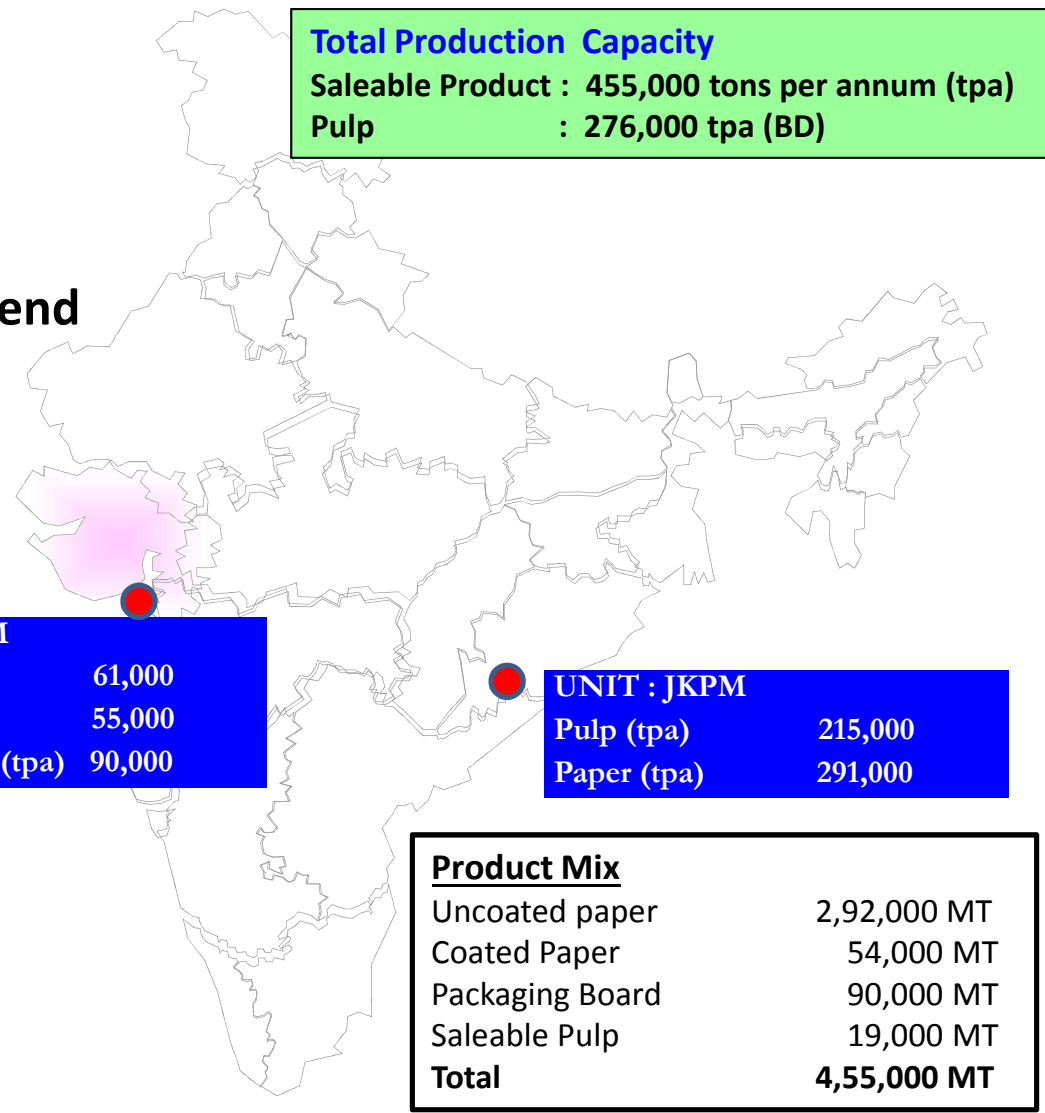 Total Production Capacity
Saleable Product : 455,000 tons per annum (tpa)
Pulp : 276,000 tpa (BD)
end
M
61,000
55,000
(tpa) 90,000
UNIT : JKPM
Pulp (tpa) 215,000
Paper (tpa) 291,000
Product Mix
Uncoated paper 2,92,000 MT
Coated Paper 54,000 MT
Packaging Board 90,000 MT
Saleable Pulp 19,000 MT
Total 4,55,000 MT